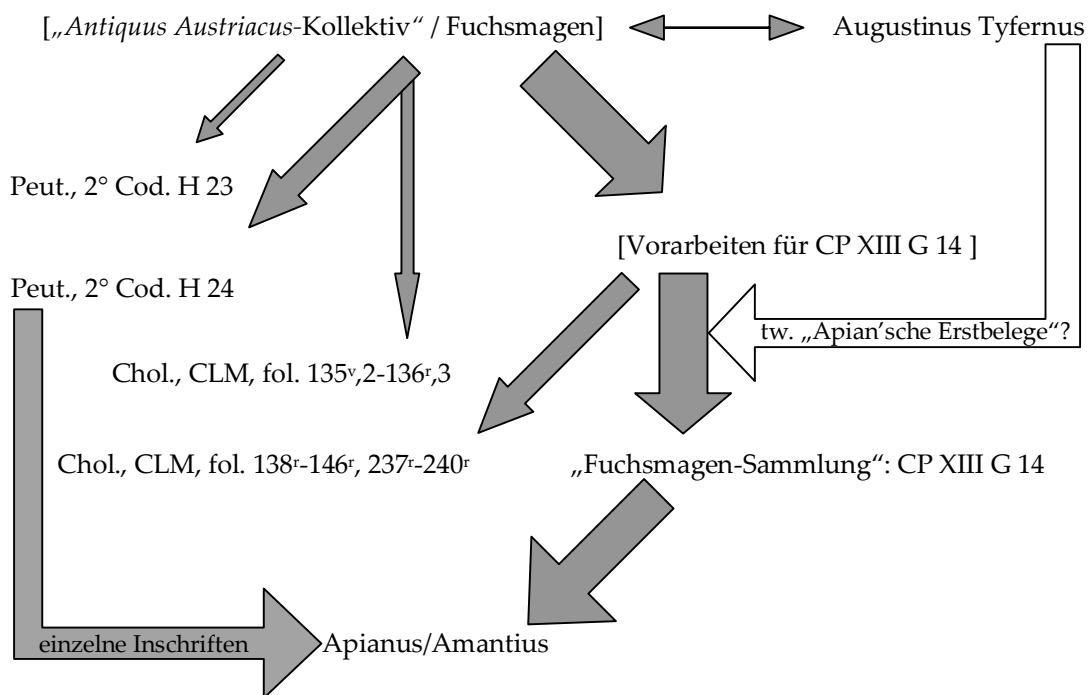 [„Antiquus Austriacus-Kollektiv“ / Fuchsmagen] Augustinus Tyfernus
Peut., 2° Cod. H 23
[Vorarbeiten für CP XIII G 14 ]
Peut., 2° Cod. H 24
tw. „Apian’sche Erstbelege“?
Chol., CLM, fol. 135ᵛ,2-136ʳ,3
Chol., CLM, fol. 138ʳ-146ʳ, 237ʳ-240ʳ
„Fuchsmagen-Sammlung“: CP XIII G 14
einzelne Inschriften
Apianus/Amantius